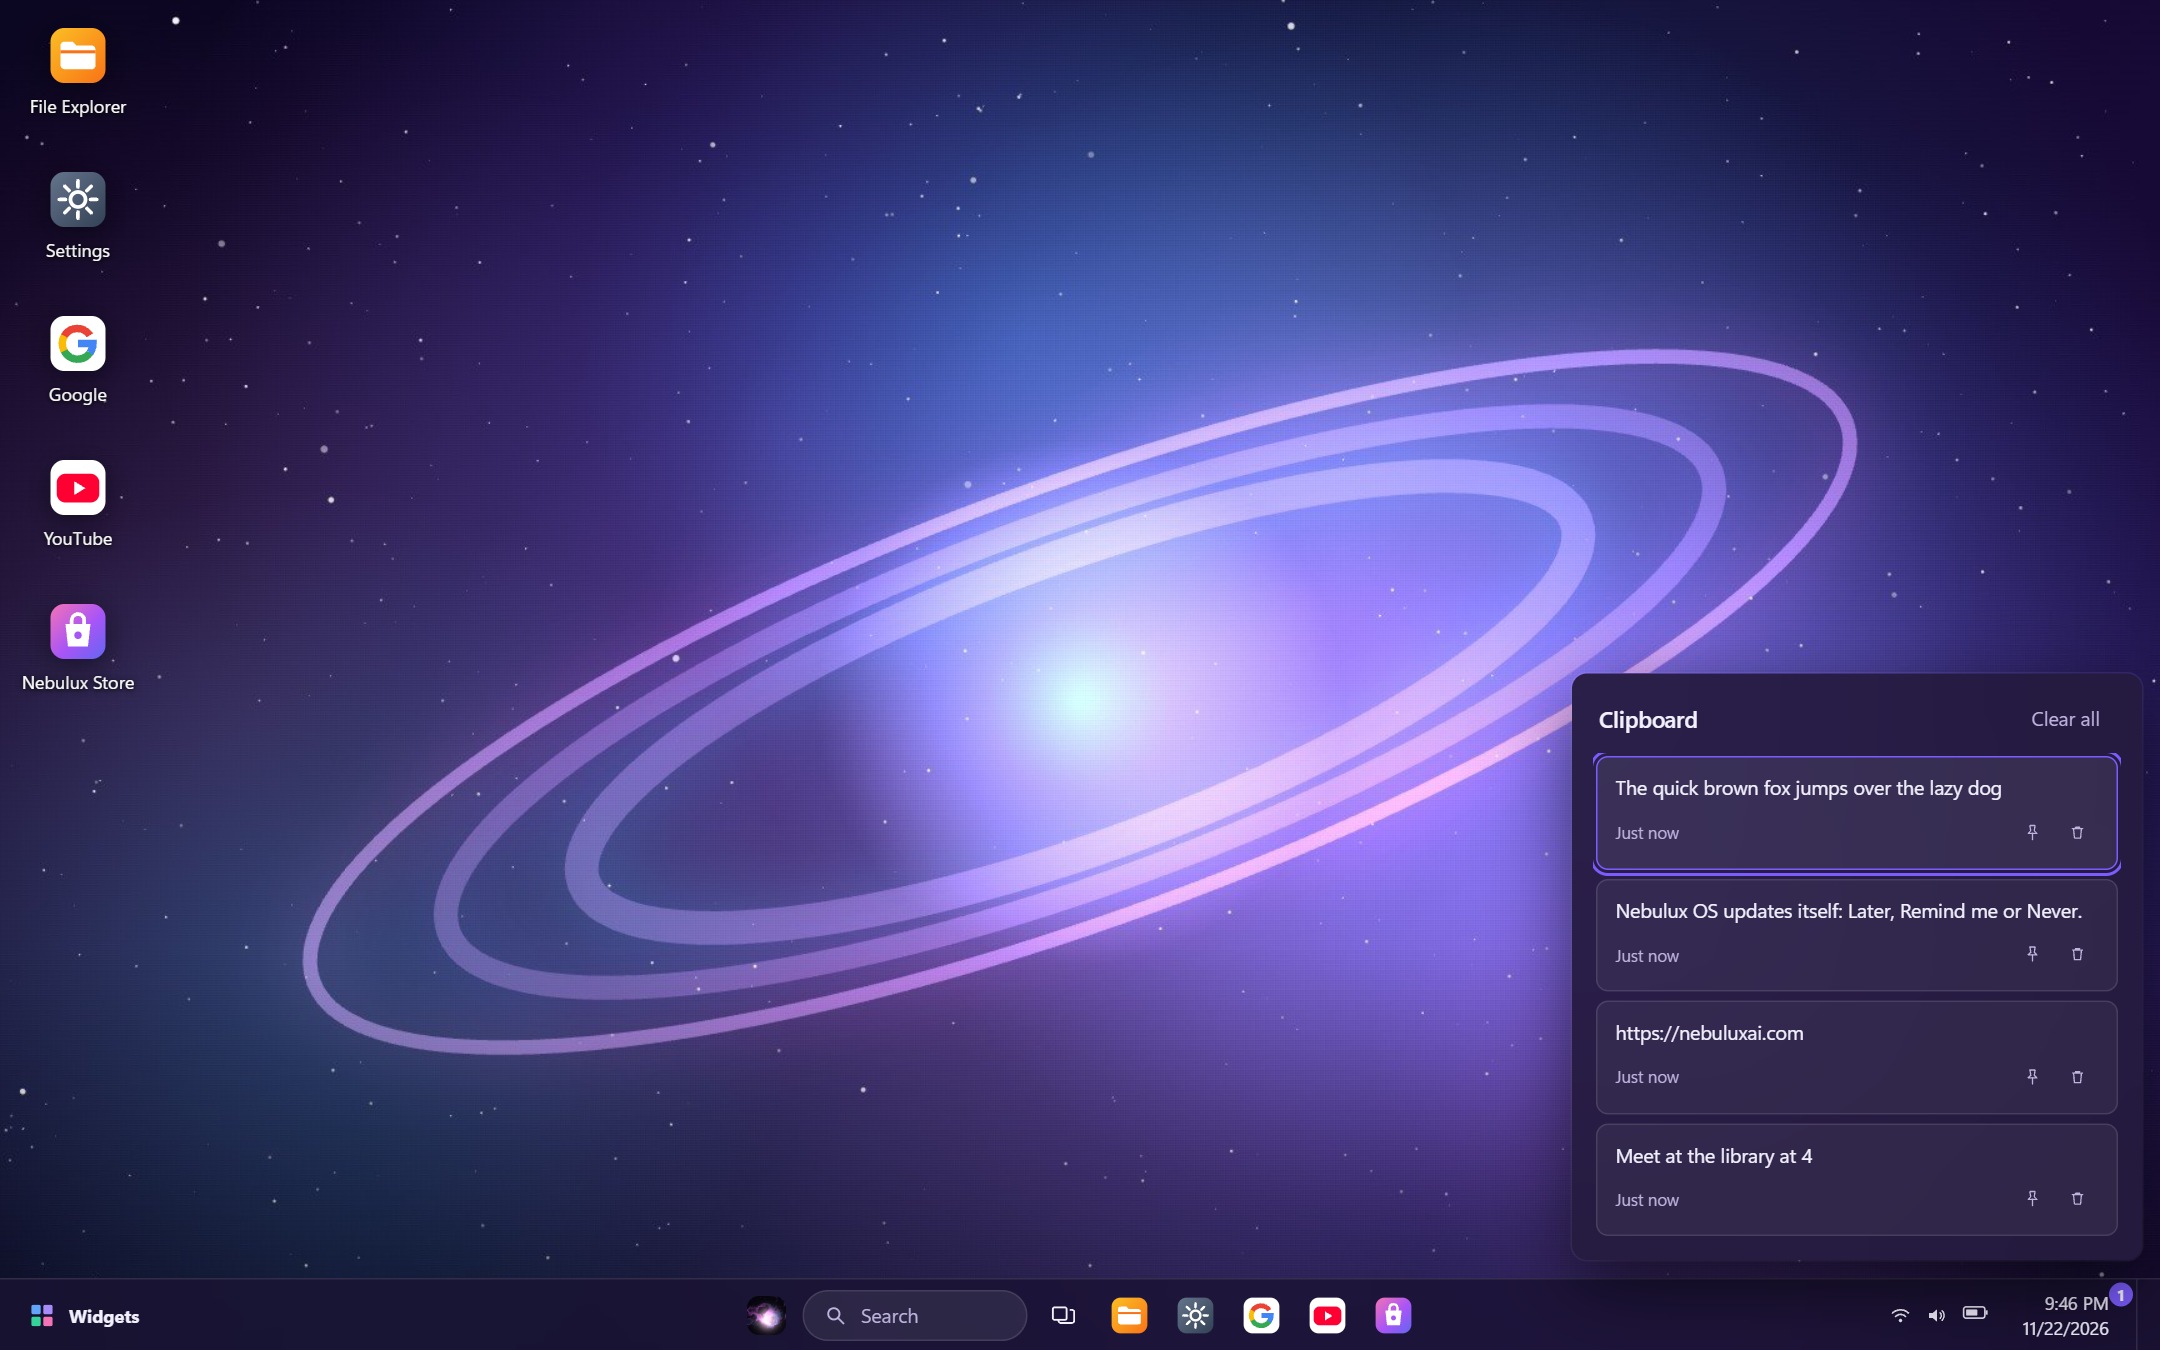 File Explorer
Settings
Google
YouTube
Nebulux Store
Clipboard
Clear all
The quick brown fox jumps over the lazy dog
Just now
Nebulux OS updates itself: Later, Remind me or Never.
Just now
https://nebuluxai.com
Just now
Meet at the library at 4
Just now
Widgets
Search
9:46 PM
1
11/22/2026